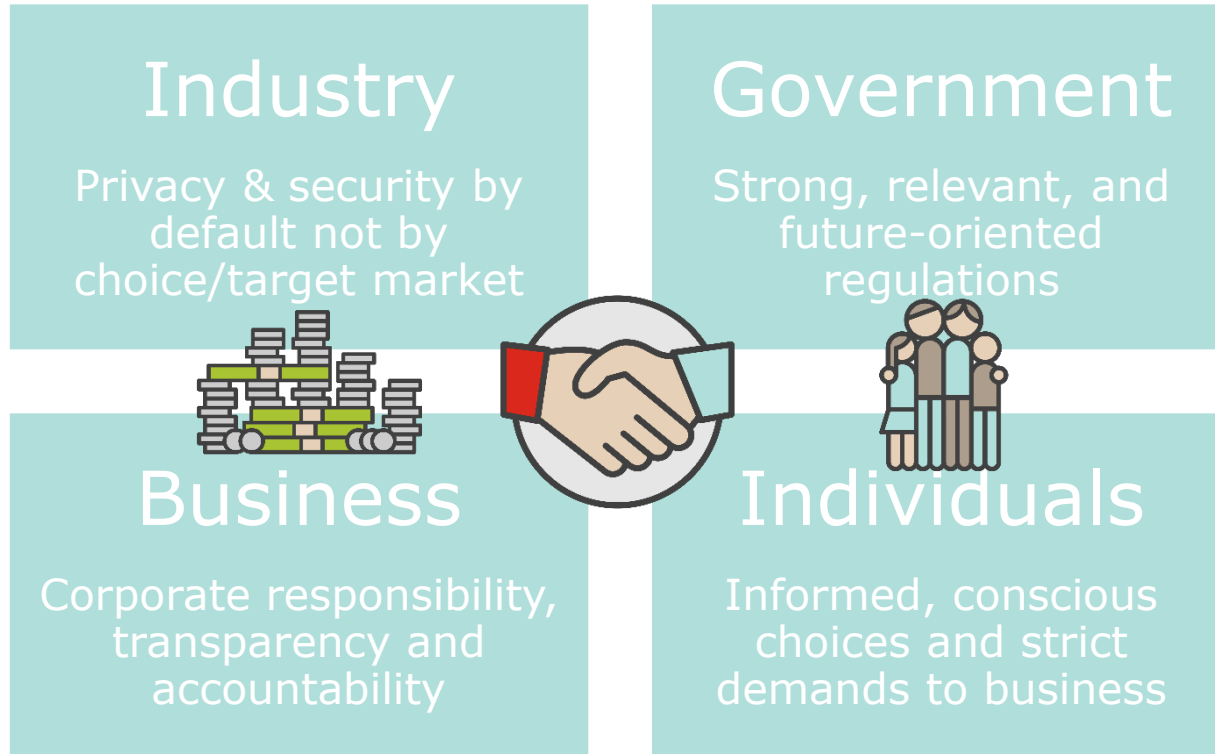 Industry
Privacy & security by
default not by
choice/target market
Government
Strong, relevant, and
future-oriented
regulations
Business
Corporate responsibility,
transparency and
accountability
Individuals
Informed, conscious
choices and strict
demands to business